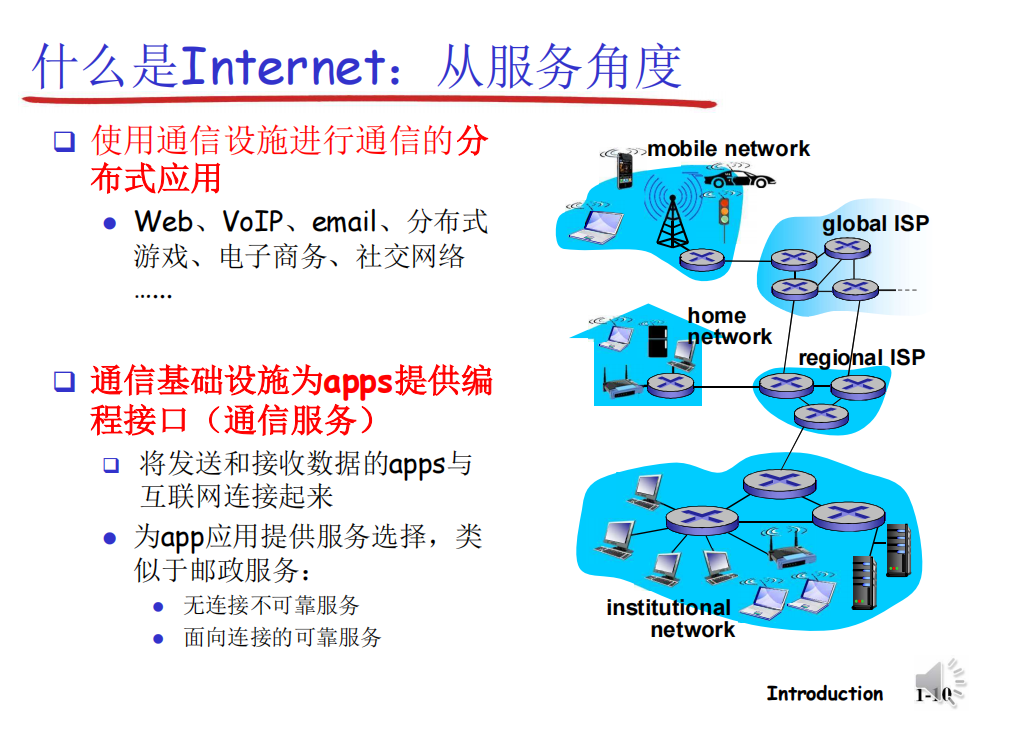 什么是Internet：从服务角度
使用通信设施进行通信的分
布式应用
Web、VoIP、email、分布式
游戏、电子商务、社交网络
……
通信基础设施为apps提供编
程接口（通信服务）
将发送和接收数据的apps与
互联网连接起来
为app应用提供服务选择，类
似于邮政服务：
无连接不可靠服务
面向连接的可靠服务
mobile network
global ISP
home
network
regional ISP
institutional
network
Introduction
1-10